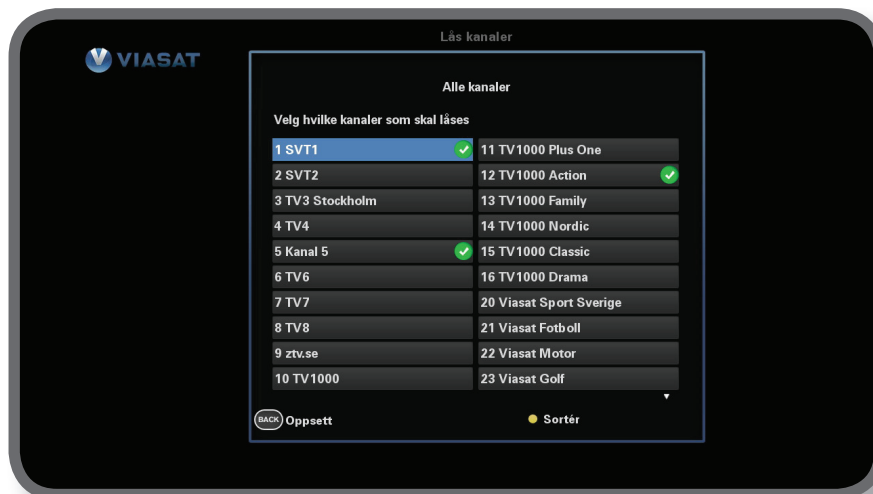 Lås kanaler
VIASAT
Alle kanaler
Velg hvilke kanaler som skal låses
1 SVT1
2 SVT2
3 TV3 Stockholm
4 TV4
5 Kanal 5
6 TV6
7 TV7
8 TV8
9 ztv.se
10 TV1000
11 TV1000 Plus One
12 TV1000 Action
13 TV1000 Family
14 TV1000 Nordic
15 TV1000 Classic
16 TV1000 Drama
20 Viasat Sport Sverige
21 Viasat Fotboll
22 Viasat Motor
23 Viasat Golf
BACK Oppsett
Sortér